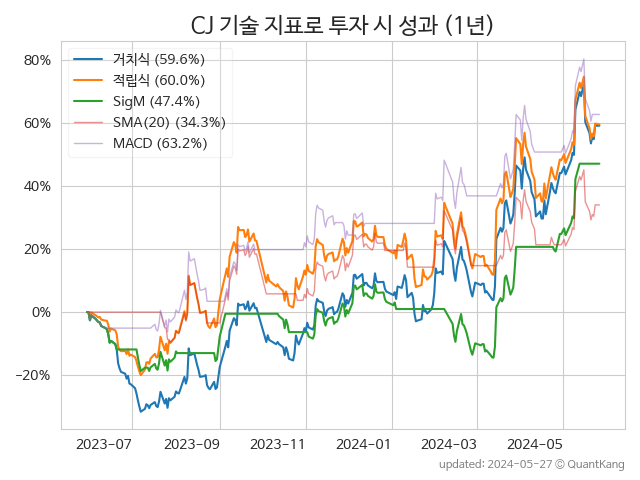 CJ 기술 지표로 투자 시 성과 (1년)
80%
60%
40%
20%
0%
−20%
거치식 (59.6%)
적립식 (60.0%)
SigM (47.4%)
SMA(20) (34.3%)
MACD (63.2%)
2023−07
2023−09
2023−11
2024−01
2024−03
2024−05
updated: 2024−05−27 © QuantKang